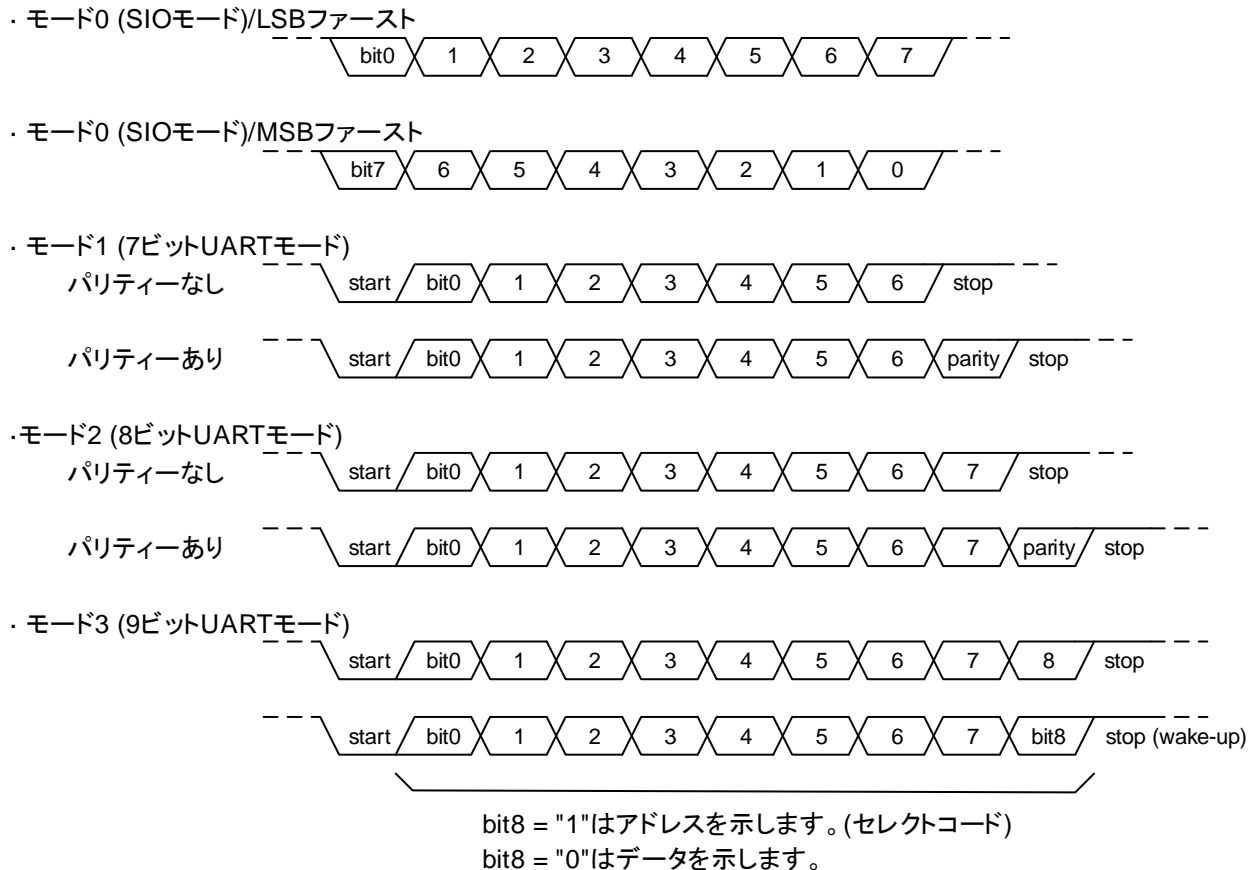 · モード0 (SIOモード)/LSBファースト
bit0 1 2 3 4 5 6 7
· モード0 (SIOモード)/MSBファースト
bit7 6 5 4 3 2 1 0
· モード1 (7ビットUARTモード)
パリティーなし start bit0 1 2 3 4 5 6 stop
パリティーあり start bit0 1 2 3 4 5 6 parity stop
·モード2 (8ビットUARTモード)
パリティーなし start bit0 1 2 3 4 5 6 7 stop
パリティーあり start bit0 1 2 3 4 5 6 7 parity stop
· モード3 (9ビットUARTモード)
start bit0 1 2 3 4 5 6 7 8 stop
start bit0 1 2 3 4 5 6 7 bit8 stop (wake-up)
bit8 = "1"はアドレスを示します。(セレクトコード)
bit8 = "0"はデータを示します。